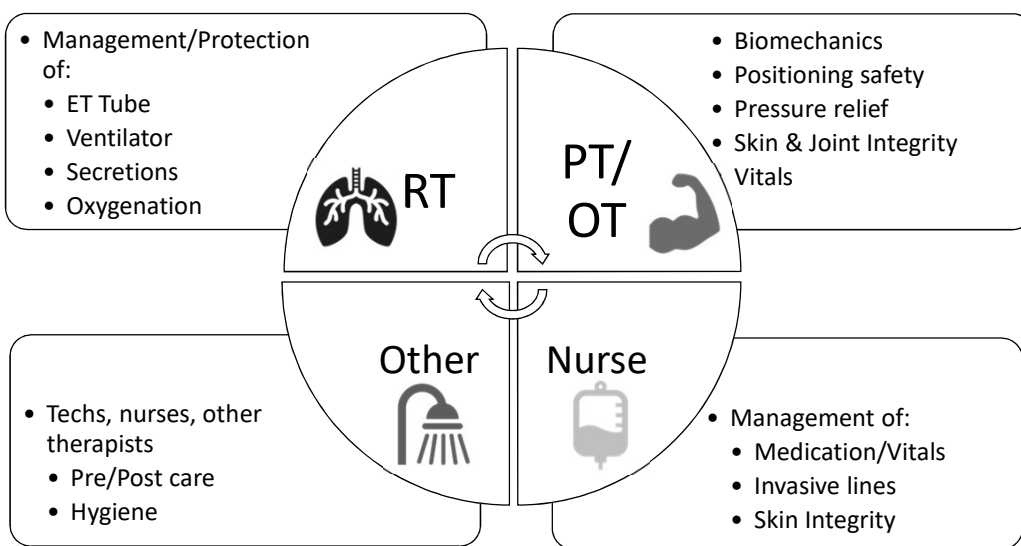 • Management/Protection
of:
• ET Tube
• Ventilator
• Secretions
• Oxygenation
RT
PT/
OT
• Biomechanics
• Positioning safety
• Pressure relief
• Skin & Joint Integrity
Vitals
Other
Nurse
• Techs, nurses, other
therapists
• Pre/Post care
• Hygiene
• Management of:
• Medication/Vitals
• Invasive lines
• Skin Integrity